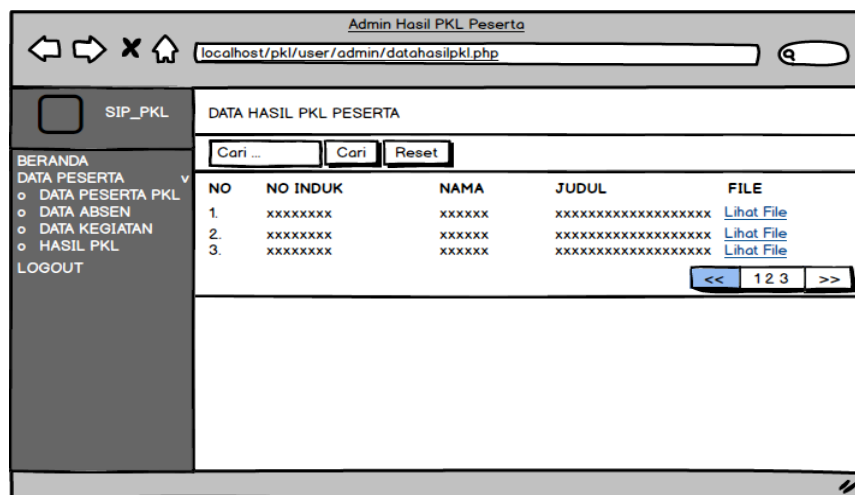 Admin Hasil PKL Peserta
localhost/pkl/user/admin/datahasilpkl.php
SIP_PKL
DATA HASIL PKL PESERTA
Cari ... Cari Reset
BERANDA
DATA PESERTA v
o DATA PESERTA PKL
o DATA ABSEN
o DATA KEGIATAN
o HASIL PKL
LOGOUT
NO NO INDUK NAMA JUDUL FILE
1. xxxxxxxx xxxxxx xxxxxxxxxxxxxxxxxxx Lihat File
2. xxxxxxxx xxxxxx xxxxxxxxxxxxxxxxxxx Lihat File
3. xxxxxxxx xxxxxx xxxxxxxxxxxxxxxxxxx Lihat File
<< 1 2 3 >>